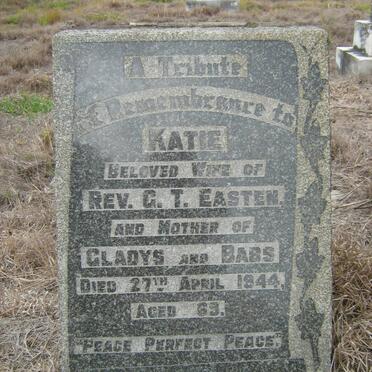 A Tribute
& Remembrance to
KATIE
BELOVED WIFE OF
REV. G. T. EASTEN,
AND MOTHER OF
GLADYS AND BABS
DIED 27TH APRIL 1944,
AGED 63.
"PEACE PERFECT PEACE."